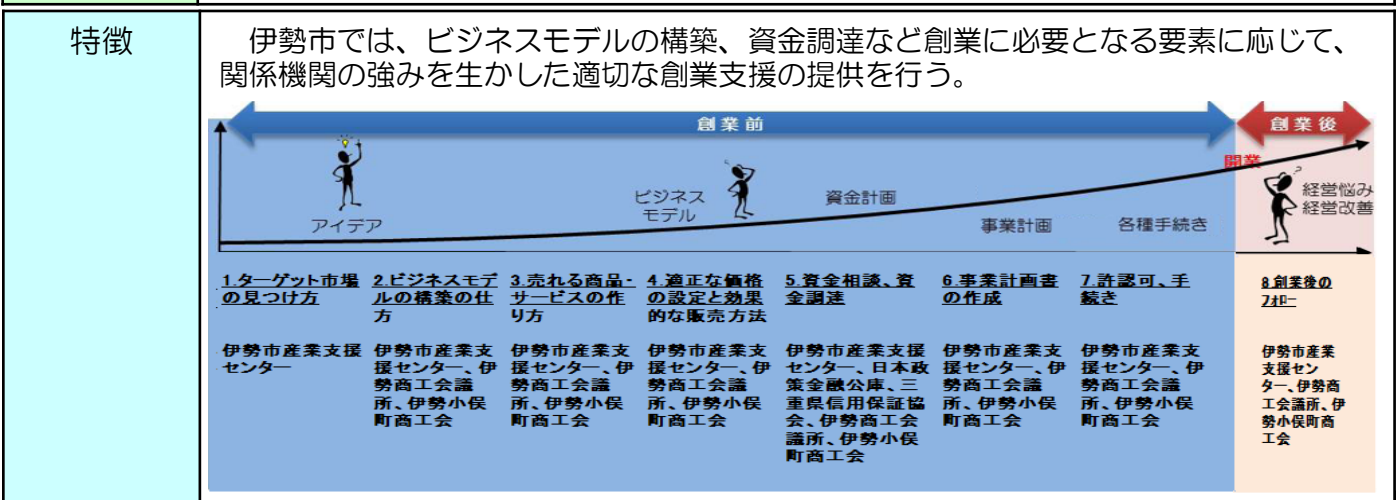 特徴
伊勢市では、ビジネスモデルの構築、資金調達など創業に必要となる要素に応じて、
関係機関の強みを生かした適切な創業支援の提供を行う。
創業前
創業後
開業
アイデア
ビジネス
モデル
資金計画
事業計画
各種手続き
経営悩み
経営改善
1.ターゲット市場
の見つけ方
伊勢市産業支援
センター
2.ビジネスモデ
ルの構築の仕
方
伊勢市産業支
援センター、伊
勢商工会議
所、伊勢小俣
町商工会
3.売れる商品・
サービスの作
り方
伊勢市産業支
援センター、伊
勢商工会議
所、伊勢小俣
町商工会
4.適正な価格
の設定と効果
的な販売方法
伊勢市産業支
援センター、伊
勢商工会議
所、伊勢小俣
町商工会
5.資金相談、資
金調達
伊勢市産業支援
センター、日本政
策金融公庫、三
重県信用保証協
会、伊勢商工会
議所、伊勢小俣
町商工会
6.事業計画書
の作成
伊勢市産業支
援センター、伊
勢商工会議
所、伊勢小俣
町商工会
7.許認可、手
続き
伊勢市産業支
援センター、伊
勢商工会議
所、伊勢小俣
町商工会
8.創業後の
フォロー
伊勢市産業
支援セン
ター、伊勢商
工会議所、伊
勢小俣町商
工会